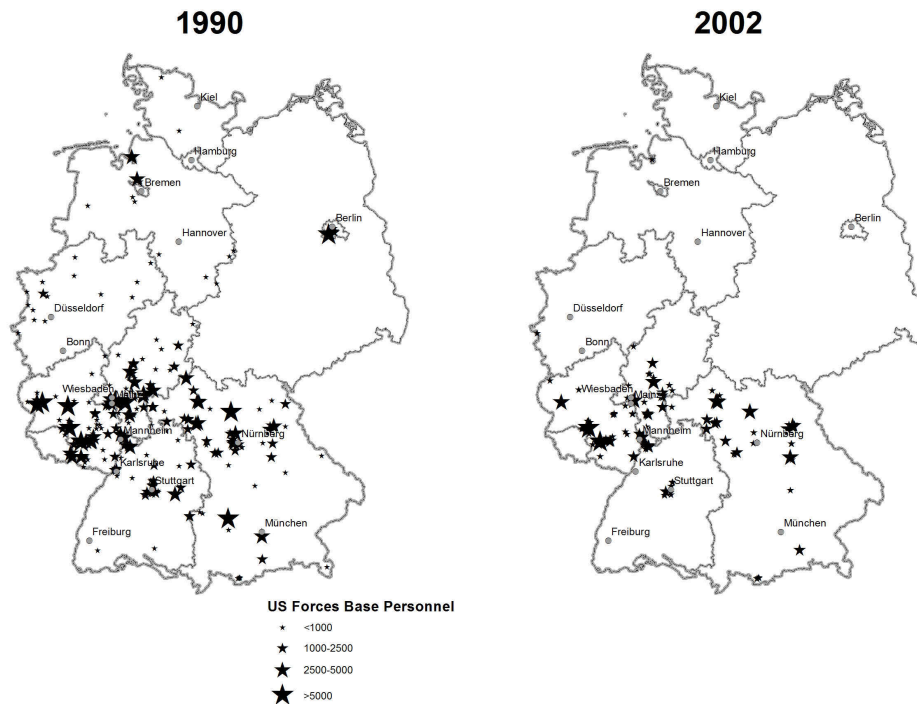 1990
2002
Kiel
Hamburg
Bremen
Berlin
Hannover
Düsseldorf
Bonn
Wiesbaden
Mainz
Mannheim
Nürnberg
Karlsruhe
Stuttgart
München
Freiburg
Kiel
Hamburg
Bremen
Berlin
Hannover
Düsseldorf
Bonn
Wiesbaden
Mainz
Mannheim
Nürnberg
Karlsruhe
Stuttgart
München
Freiburg
US Forces Base Personnel
<1000
1000-2500
2500-5000
>5000